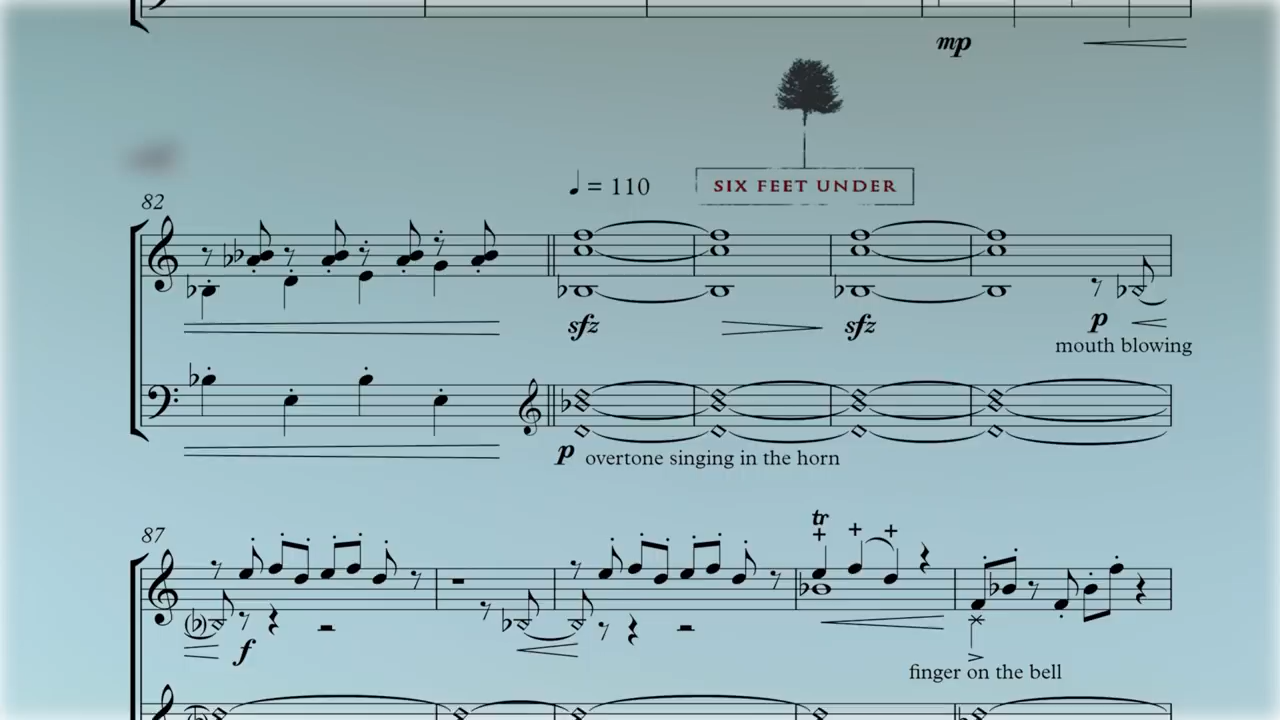 mp
82
♩ = 110
SIX FEET UNDER
sfz
sfz
p
mouth blowing
p
overtone singing in the horn
87
tr
+ + +
f
finger on the bell